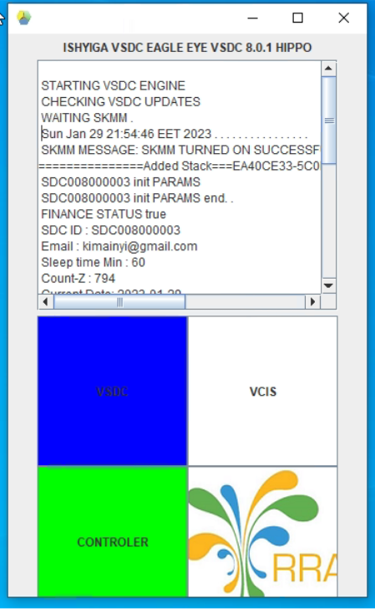 ISHYIGA VSDC EAGLE EYE VSDC 8.0.1 HIPPO
STARTING VSDC ENGINE
CHECKING VSDC UPDATES
WAITING SKMM .
Sun Jan 29 21:54:46 EET 2023 . . . . . . . . . . . . . . . .
SKMM MESSAGE: SKMM TURNED ON SUCCESSF
===============Added Stack===EA40CE33-5C0
SDC008000003 init PARAMS
SDC008000003 init PARAMS end. .
FINANCE STATUS true
SDC ID : SDC008000003
Email : kimainyi@gmail.com
Sleep time Min : 60
Count-Z : 794
Current Date: 2023-01-29
VSDC
VCIS
CONTROLER
RRA